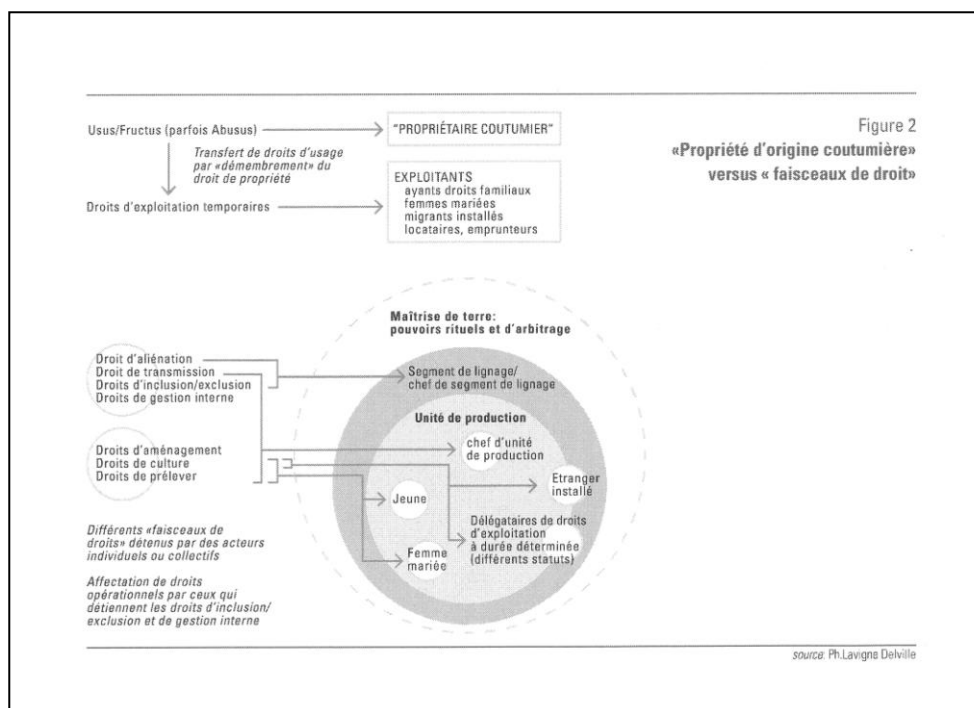 Figure 2
«Propriété d'origine coutumière»
versus « faisceaux de droit»
Usus/Fructus (parfois Abusus)
"PROPRIÉTAIRE COUTUMIER"
Transfert de droits d'usage
par «démembrement» du
droit de propriété
Droits d'exploitation temporaires
EXPLOITANTS
ayants droits familiaux
femmes mariées
migrants installés
locataires, emprunteurs
Maîtrise de terre:
pouvoirs rituels et d'arbitrage
Droit d'aliénation
Droit de transmission
Droits d'inclusion/exclusion
Droits de gestion interne
Segment de lignage/
chef de segment de lignage
Unité de production
chef d'unité
de production
Droits d'aménagement
Droits de culture
Droits de prélever
Etranger
installé
Jeune
Délégataires de droits
d'exploitation
à durée déterminée
(différents statuts)
Femme
mariée
Différents «faisceaux de
droits» détenus par des acteurs
individuels ou collectifs
Affectation de droits
opérationnels par ceux qui
détiennent les droits d'inclusion/
exclusion et de gestion interne
source: Ph.Lavigne Delville